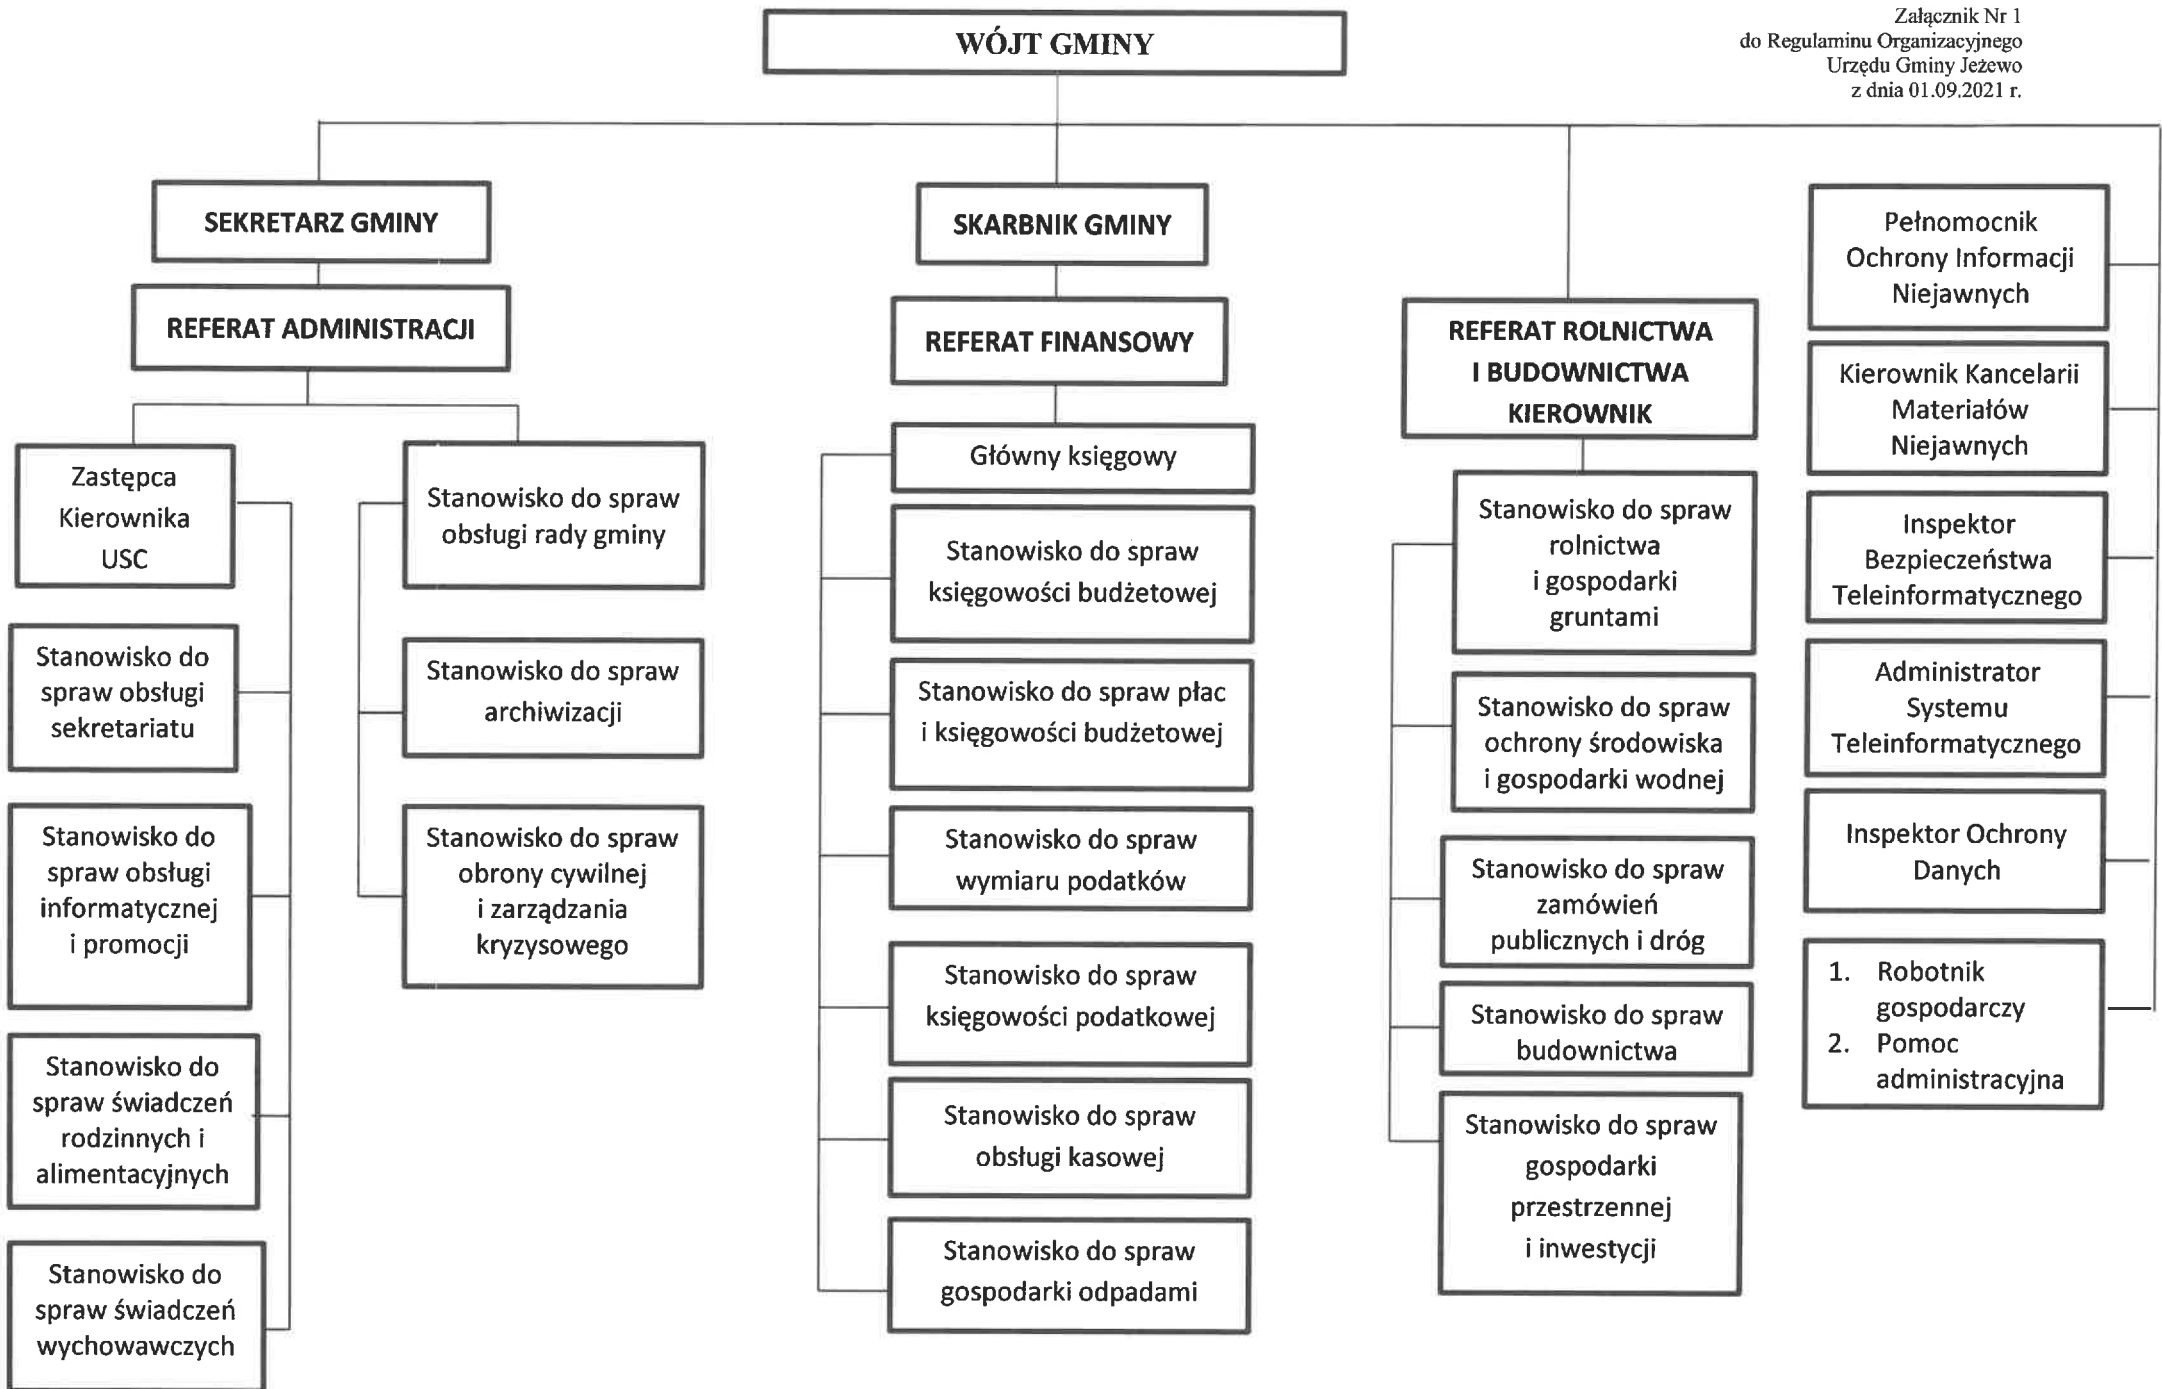 Załącznik Nr 1
do Regulaminu Organizacyjnego
Urzędu Gminy Jeżewo
z dnia 01.09.2021 r.
WÓJT GMINY
SEKRETARZ GMINY
REFERAT ADMINISTRACJI
Zastępca
Kierownika
USC
Stanowisko do
spraw obsługi
sekretariatu
Stanowisko do
spraw obsługi
informatycznej
i promocji
Stanowisko do
spraw świadczeń
rodzinnych i
alimentacyjnych
Stanowisko do
spraw świadczeń
wychowawczych
Stanowisko do spraw
obsługi rady gminy
Stanowisko do spraw
archiwizacji
Stanowisko do spraw
obrony cywilnej
i zarządzania
kryzysowego
SKARBNIK GMINY
REFERAT FINANSOWY
Główny księgowy
Stanowisko do spraw
księgowości budżetowej
Stanowisko do spraw płac
i księgowości budżetowej
Stanowisko do spraw
wymiaru podatków
Stanowisko do spraw
księgowości podatkowej
Stanowisko do spraw
obsługi kasowej
Stanowisko do spraw
gospodarki odpadami
REFERAT ROLNICTWA
I BUDOWNICTWA
KIEROWNIK
Stanowisko do spraw
rolnictwa
i gospodarki
gruntami
Stanowisko do spraw
ochrony środowiska
i gospodarki wodnej
Stanowisko do spraw
zamówień
publicznych i dróg
Stanowisko do spraw
budownictwa
Stanowisko do spraw
gospodarki
przestrzennej
i inwestycji
Pełnomocnik
Ochrony Informacji
Niejawnych
Kierownik Kancelarii
Materiałów
Niejawnych
Inspektor
Bezpieczeństwa
Teleinformatycznego
Administrator
Systemu
Teleinformatycznego
Inspektor Ochrony
Danych
1. Robotnik
gospodarczy
2. Pomoc
administracyjna